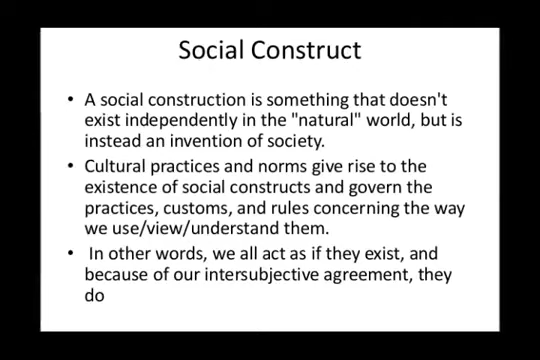 Social Construct
• A social construction is something that doesn't
exist independently in the "natural" world, but is
instead an invention of society.
• Cultural practices and norms give rise to the
existence of social constructs and govern the
practices, customs, and rules concerning the way
we use/view/understand them.
• In other words, we all act as if they exist, and
because of our intersubjective agreement, they
do